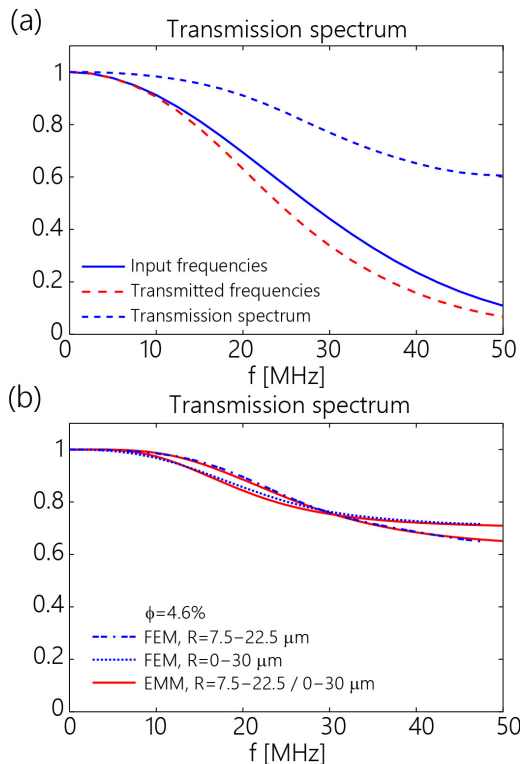 (a)
Transmission spectrum
1
0.8
0.6
0.4
0.2
0
Input frequencies
Transmitted frequencies
Transmission spectrum
0 10 20 30 40 50
f [MHz]
(b)
Transmission spectrum
1
0.8
0.6
0.4
0.2
0
ϕ=4.6%
FEM, R=7.5–22.5 μm
FEM, R=0–30 μm
EMM, R=7.5–22.5 / 0–30 μm
0 10 20 30 40 50
f [MHz]